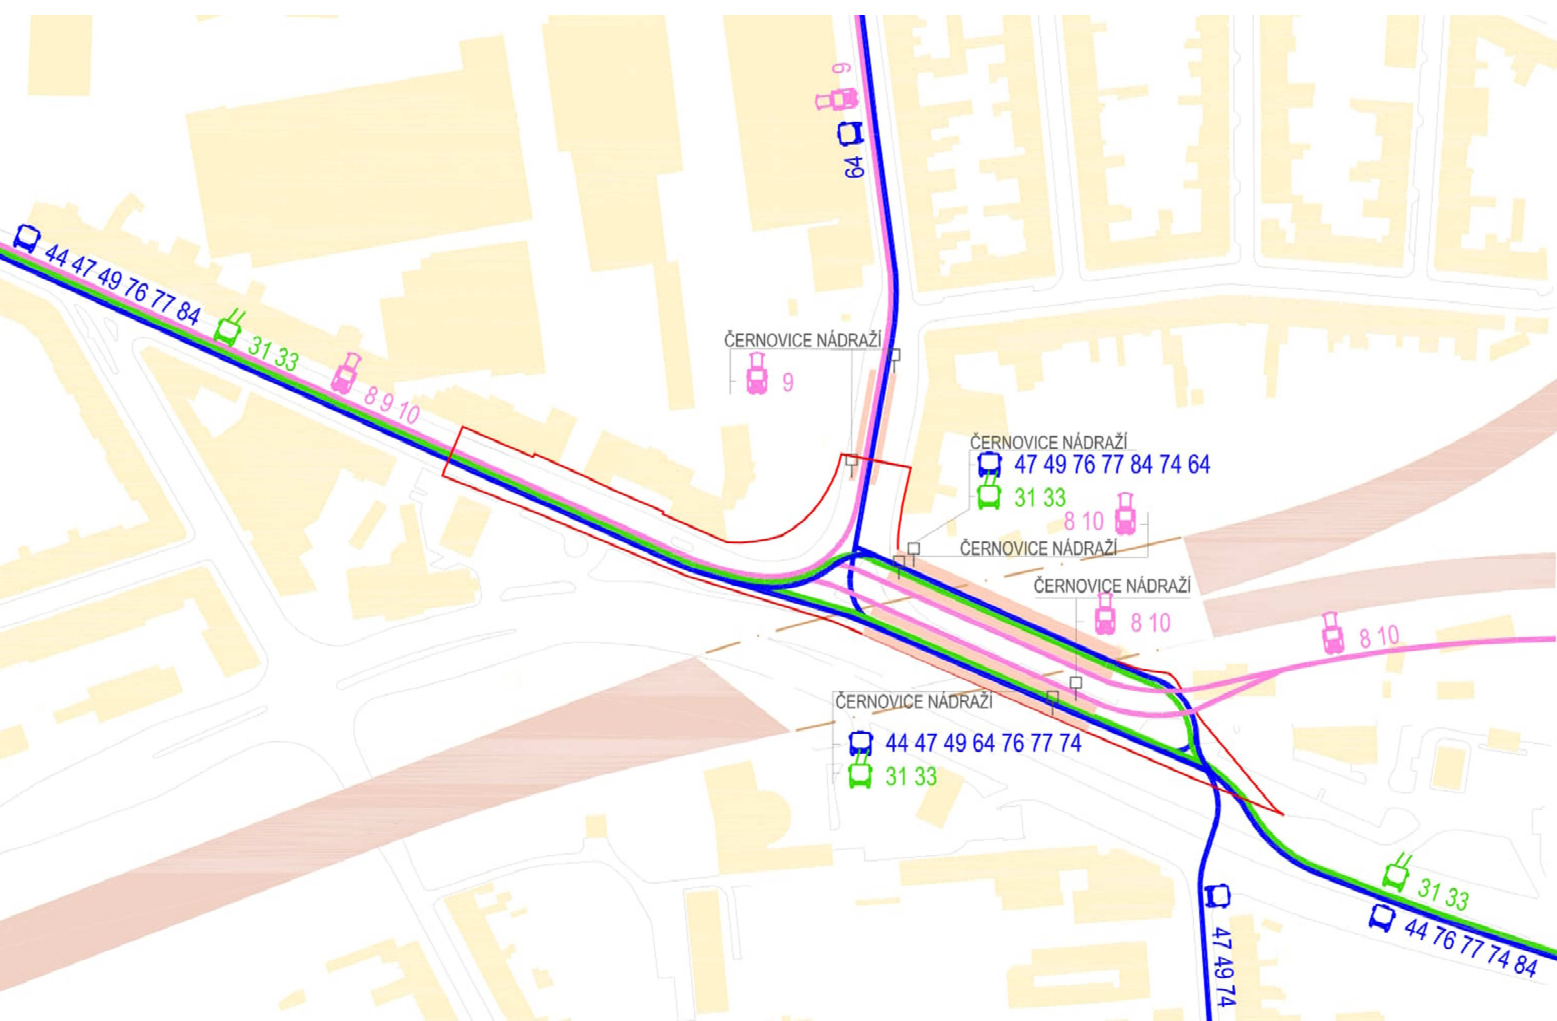 9
64
44 47 49 76 77 84
31 33
8 9 10
ČERNOVICE NÁDRAŽÍ
9
ČERNOVICE NÁDRAŽÍ
47 49 76 77 84 74 64
31 33
8 10
ČERNOVICE NÁDRAŽÍ
ČERNOVICE NÁDRAŽÍ
8 10
8 10
ČERNOVICE NÁDRAŽÍ
44 47 49 64 76 77 74
31 33
31 33
44 76 77 74 84
47 49 74